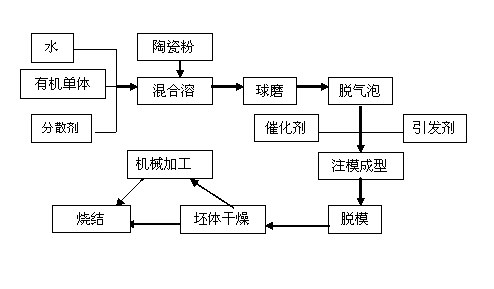 水
陶瓷粉
有机单体
混合溶
球磨
脱气泡
分散剂
催化剂
引发剂
机械加工
注模成型
烧结
坯体干燥
脱模